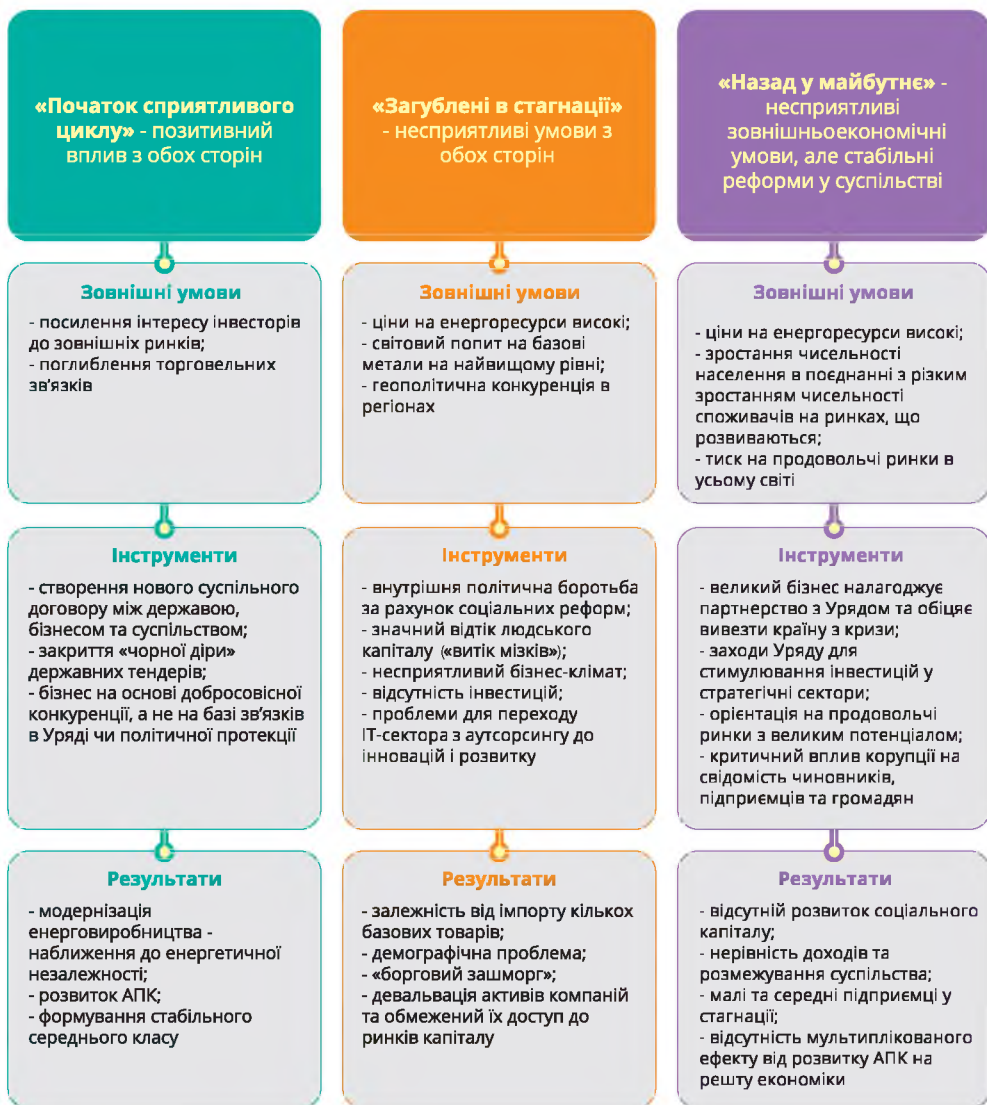 «Початок сприятливого
циклу» - позитивний
вплив з обох сторін
Зовнішні умови
- посилення інтересу інвесторів
до зовнішніх ринків;
- поглиблення торговельних
зв'язків
Інструменти
- створення нового суспільного
договору між державою,
бізнесом та суспільством;
- закриття «чорної діри»
державних тендерів;
- бізнес на основі добросовісної
конкуренції, а не на базі зв'язків
в Уряді чи політичної протекції
Результати
- модернізація
енерговиробництва -
наближення до енергетичної
незалежності;
- розвиток АПК;
- формування стабільного
середнього класу
«Загублені в стагнації»
- несприятливі умови з
обох сторін
Зовнішні умови
- ціни на енергоресурси високі;
- світовий попит на базові
метали на найвищому рівні;
- геополітична конкуренція в
регіонах
Інструменти
- внутрішня політична боротьба
за рахунок соціальних реформ;
- значний відтік людського
капіталу («витік мізків»);
- несприятливий бізнес-клімат;
- відсутність інвестицій;
- проблеми для переходу
ІТ-сектора з аутсорсингу до
інновацій і розвитку
Результати
- залежність від імпорту кількох
базових товарів;
- демографічна проблема;
- «борговий зашморг»;
- девальвація активів компаній
та обмежений їх доступ до
ринків капіталу
«Назад у майбутнє» -
несприятливі
зовнішньоекономічні
умови, але стабільні
реформи у суспільстві
Зовнішні умови
- ціни на енергоресурси високі;
- зростання чисельності
населення в поєднанні з різким
зростанням чисельності
споживачів на ринках, що
розвиваються;
- тиск на продовольчі ринки в
усьому світі
Інструменти
- великий бізнес налагоджує
партнерство з Урядом та обіцяє
вивезти країну з кризи;
- заходи Уряду для
стимулювання інвестицій у
стратегічні сектори;
- орієнтація на продовольчі
ринки з великим потенціалом;
- критичний вплив корупції на
свідомість чиновників,
підприємців та громадян
Результати
- відсутній розвиток соціального
капіталу;
- нерівність доходів та
розмежування суспільства;
- малі та середні підприємці у
стагнації;
- відсутність мультиплікованого
ефекту від розвитку АПК на
решту економіки